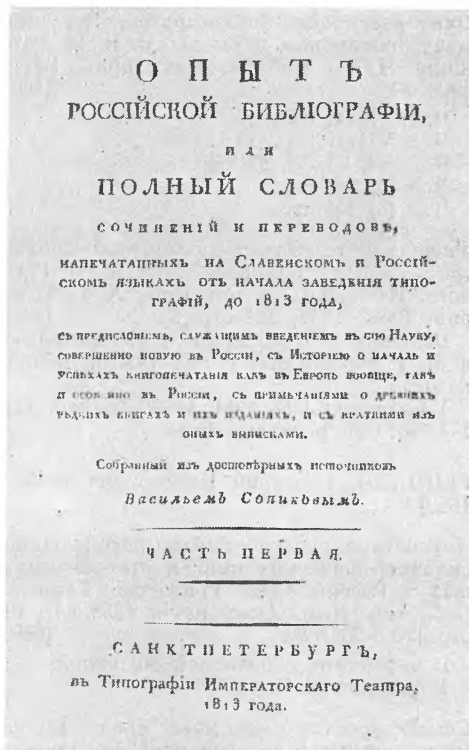 ОПЫТЪ
РОССІЙСКОЙ БИБЛІОГРАФІИ,
ИЛИ
ПОЛНЫЙ СЛОВАРЬ
СОЧИНЕНІЙ И ПЕРЕВОДОВЪ,
НАПЕЧАТАННЫХЪ НА СЛАВЕНСКОМЪ И РОССІЙ-
СКОМЪ ЯЗЫКАХЪ ОТЪ НАЧАЛА ЗАВЕДЕНІЯ ТИПО-
ГРАФІЙ, ДО 1813 ГОДА,
СЪ ПРЕДИСЛОВІЕМЪ, СЛУЖАЩИМЪ ВВЕДЕНІЕМЪ ВЪ СІЮ НАУКУ,
СОВЕРШЕННО НОВУЮ ВЪ РОССІИ, СЪ ИСТОРІЕЮ О НАЧАЛѢ И
УСПѢХАХЪ КНИГОПЕЧАТАНІЯ КАКЪ ВЪ ЕВРОПѢ ВООБЩЕ, ТАКЪ
И ОСОБЕННО ВЪ РОССІИ, СЪ ПРИМѢЧАНІЯМИ О ДРЕВНИХЪ
РѢДКИХЪ КНИГАХЪ И ИХЪ ИЗДАНІЯХЪ, И СЪ КРАТКИМИ ИЗЪ
ОНЫХЪ ВЫПИСКАМИ.
Собранный изъ достовѣрныхъ источниковъ
Васильемъ Сопиковымъ.
ЧАСТЬ ПЕРВАЯ.
САНКТПЕТЕРБУРГЪ,
въ Типографіи Императорскаго Театра,
1813 года.